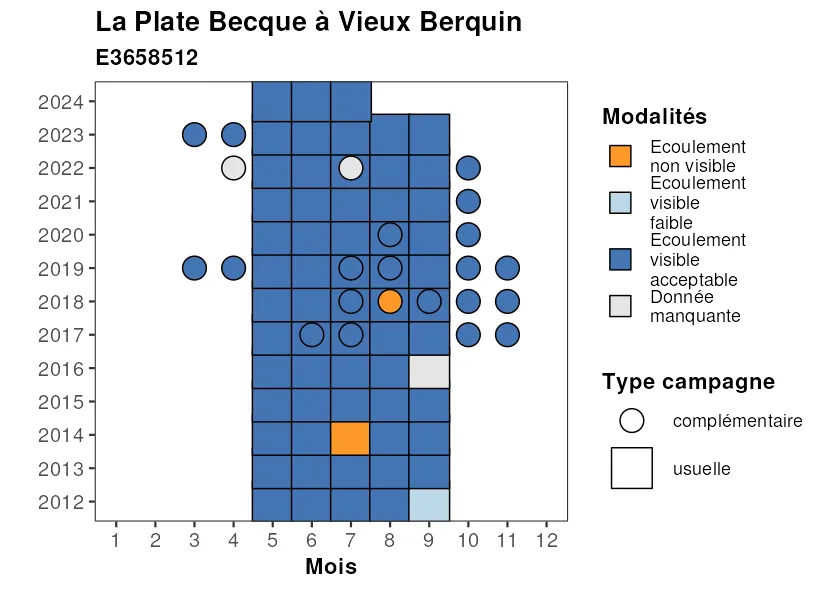 La Plate Becque à Vieux Berquin
E3658512
2024
2023
2022
2021
2020
2019
2018
2017
2016
2015
2014
2013
2012
1 2 3 4 5 6 7 8 9 10 11 12
Mois
Modalités
Ecoulement
non visible
Ecoulement
visible
faible
Ecoulement
visible
acceptable
Donnée
manquante
Type campagne
complémentaire
usuelle